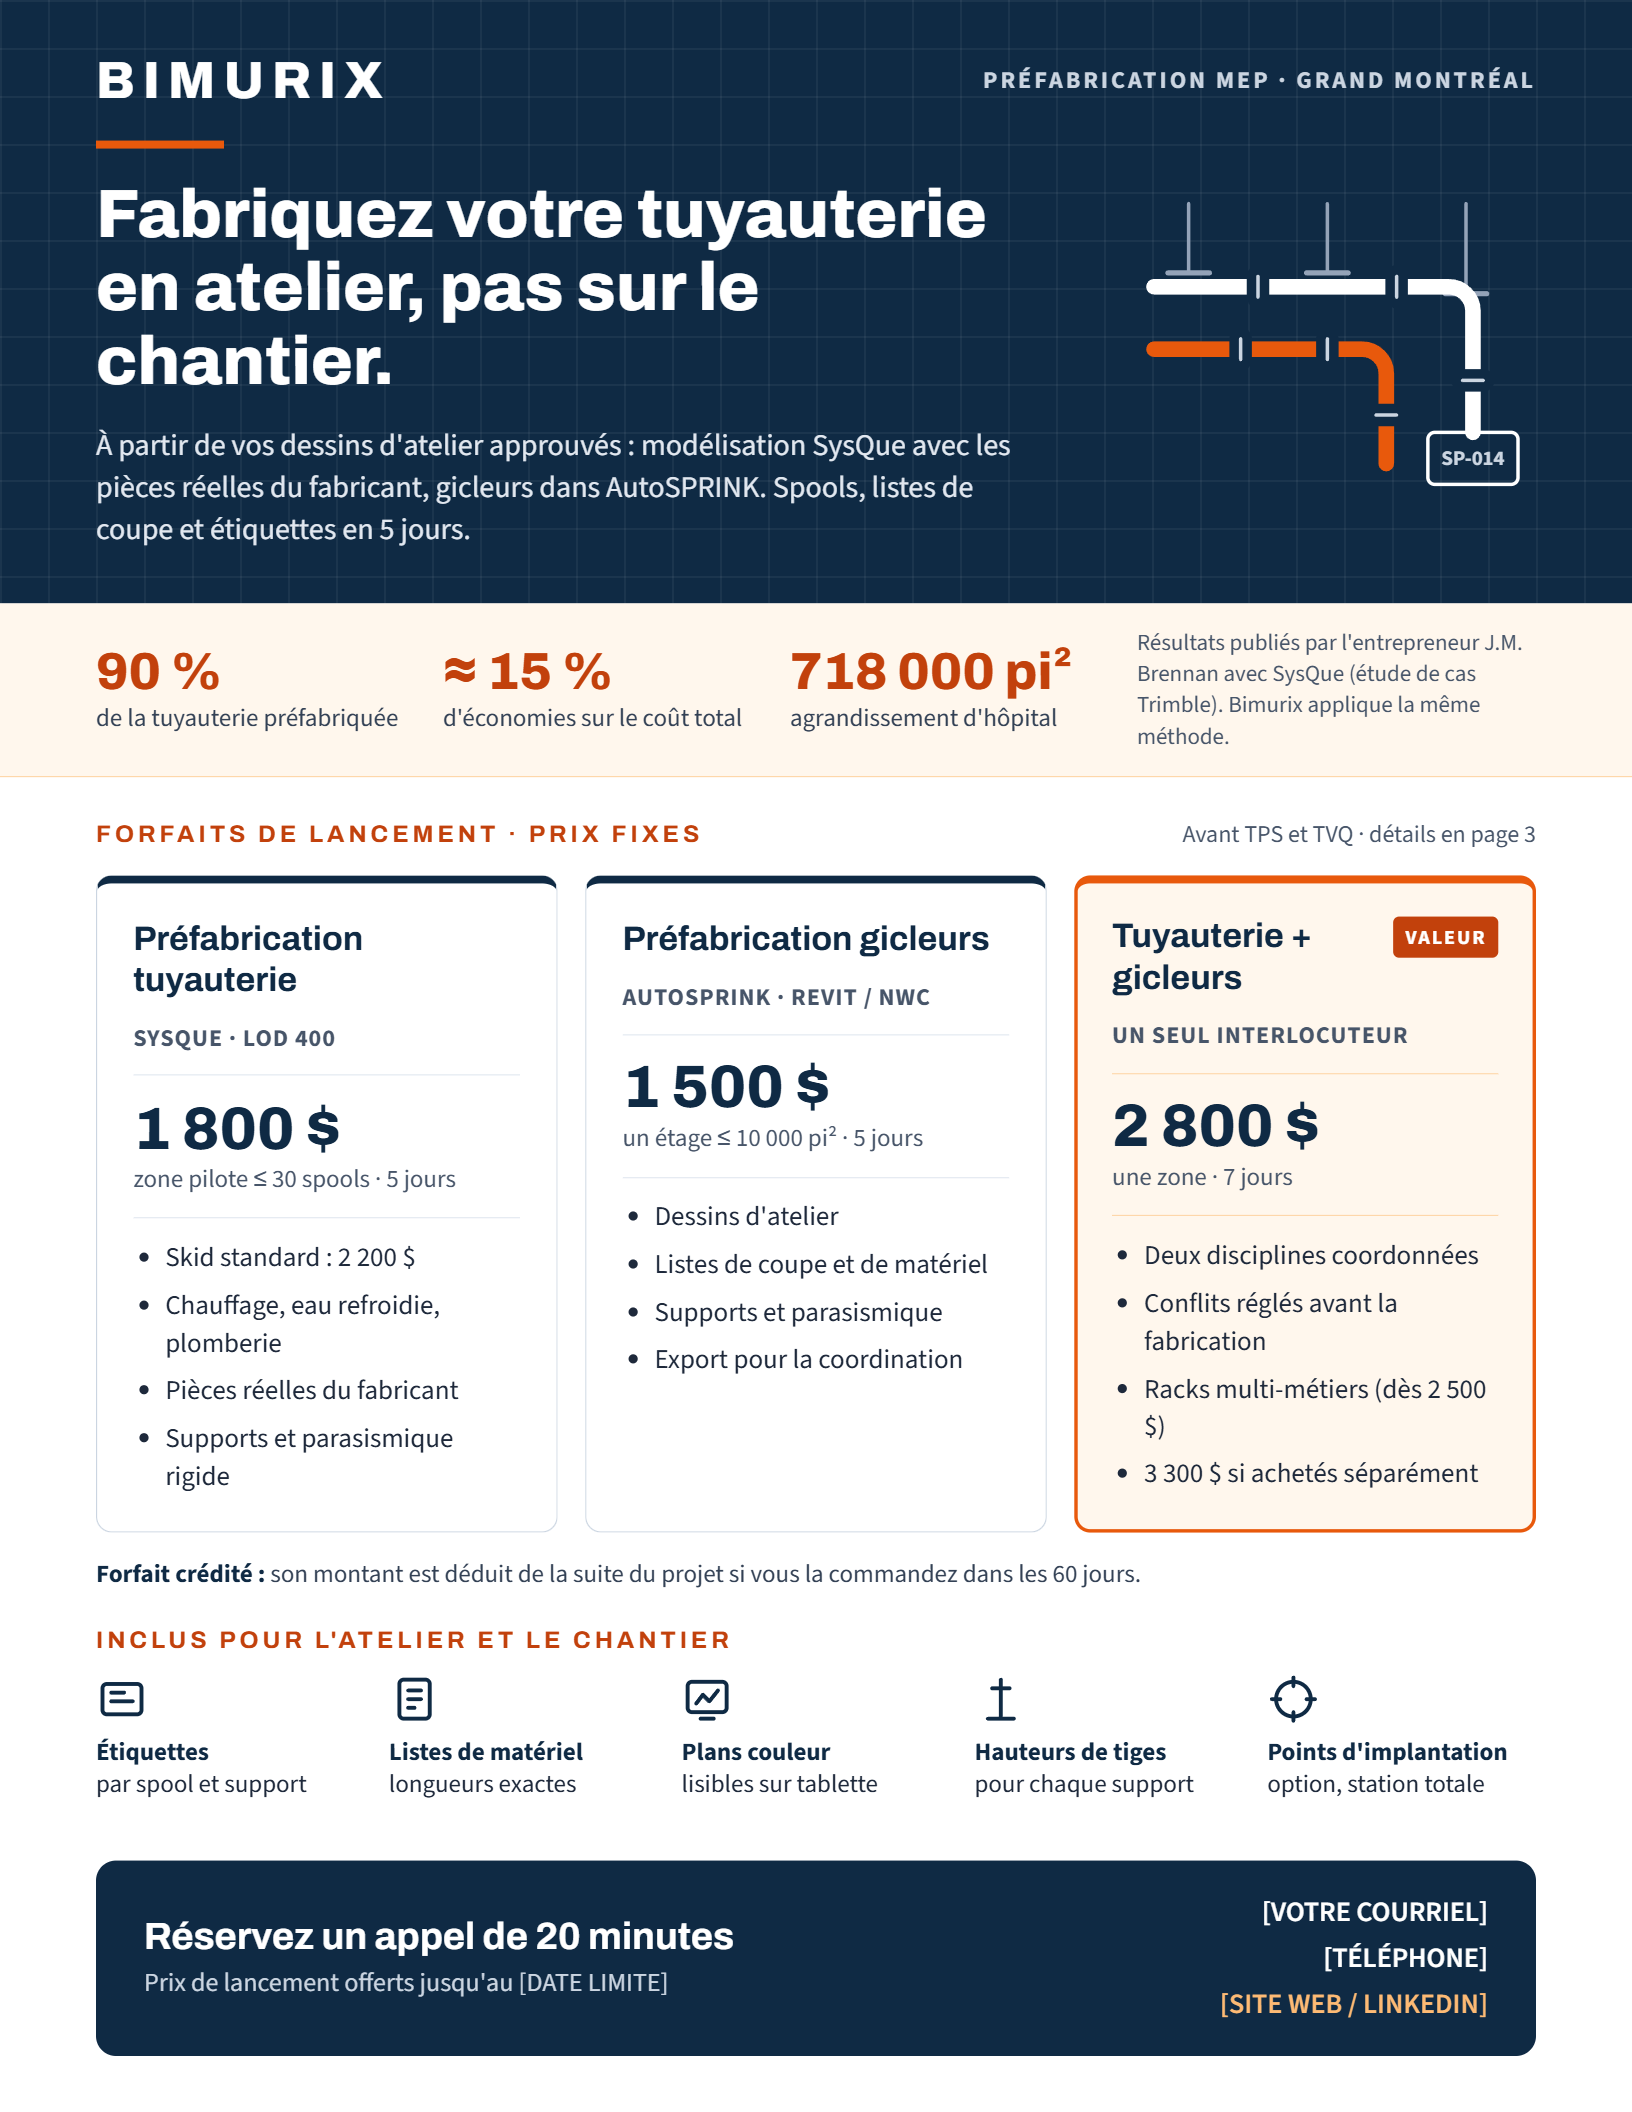 BIMURIX
PRÉFABRICATION MEP · GRAND MONTRÉAL
Fabriquez votre tuyauterie
en atelier, pas sur le
chantier.
À partir de vos dessins d'atelier approuvés : modélisation SysQue avec les
pièces réelles du fabricant, gicleurs dans AutoSPRINK. Spools, listes de
coupe et étiquettes en 5 jours.
SP-014
90 %
de la tuyauterie préfabriquée
≈ 15 %
d'économies sur le coût total
718 000 pi²
agrandissement d'hôpital
Résultats publiés par l'entrepreneur J.M.
Brennan avec SysQue (étude de cas
Trimble). Bimurix applique la même
méthode.
FORFAITS DE LANCEMENT · PRIX FIXES
Avant TPS et TVQ · détails en page 3
Préfabrication
tuyauterie
SYSQUE · LOD 400
1 800 $
zone pilote ≤ 30 spools · 5 jours
• Skid standard : 2 200 $
• Chauffage, eau refroidie,
plomberie
• Pièces réelles du fabricant
• Supports et parasismique
rigide
Préfabrication gicleurs
AUTOSPRINK · REVIT / NWC
1 500 $
un étage ≤ 10 000 pi² · 5 jours
• Dessins d'atelier
• Listes de coupe et de matériel
• Supports et parasismique
• Export pour la coordination
Tuyauterie +
gicleurs
VALEUR
UN SEUL INTERLOCUTEUR
2 800 $
une zone · 7 jours
• Deux disciplines coordonnées
• Conflits réglés avant la
fabrication
• Racks multi-métiers (dès 2 500
$)
• 3 300 $ si achetés séparément
Forfait crédité : son montant est déduit de la suite du projet si vous la commandez dans les 60 jours.
INCLUS POUR L'ATELIER ET LE CHANTIER
Étiquettes
par spool et support
Listes de matériel
longueurs exactes
Plans couleur
lisibles sur tablette
Hauteurs de tiges
pour chaque support
Points d'implantation
option, station totale
Réservez un appel de 20 minutes
Prix de lancement offerts jusqu'au [DATE LIMITE]
[VOTRE COURRIEL]
[TÉLÉPHONE]
[SITE WEB / LINKEDIN]